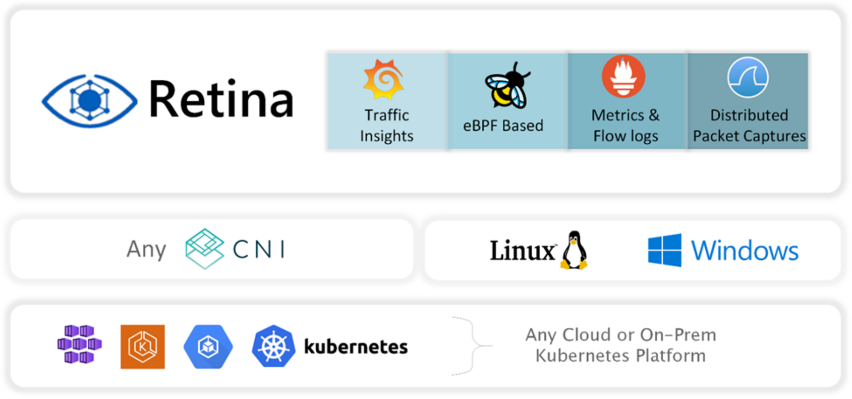 Retina
Traffic
Insights
eBPF Based
Metrics &
Flow logs
Distributed
Packet Captures
Any CNI
Linux
Windows
K
kubernetes
Any Cloud or On-Prem
Kubernetes Platform